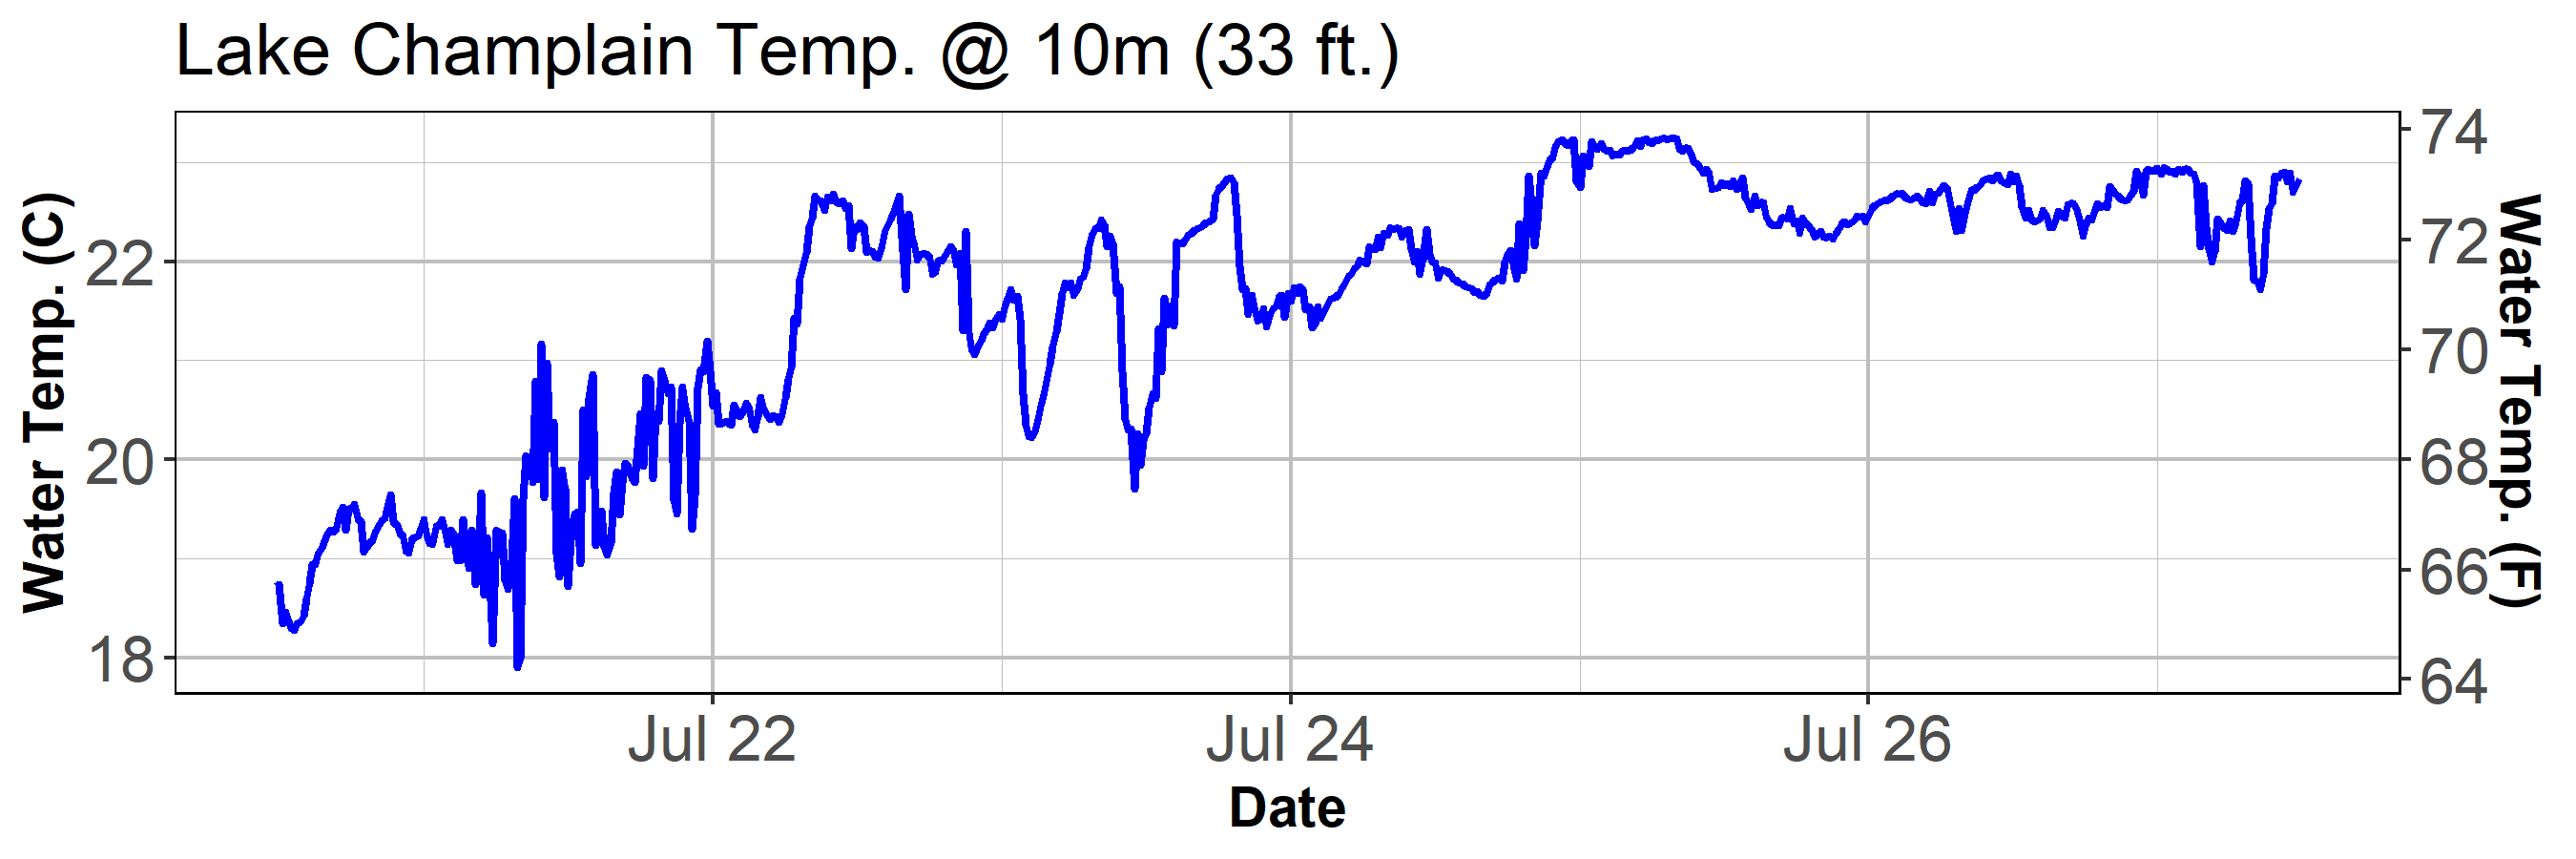 Lake Champlain Temp. @ 10m (33 ft.)
Water Temp. (C)
22
20
18
74
72
70
68
66
64
Water Temp. (F)
Jul 22
Jul 24
Jul 26
Date